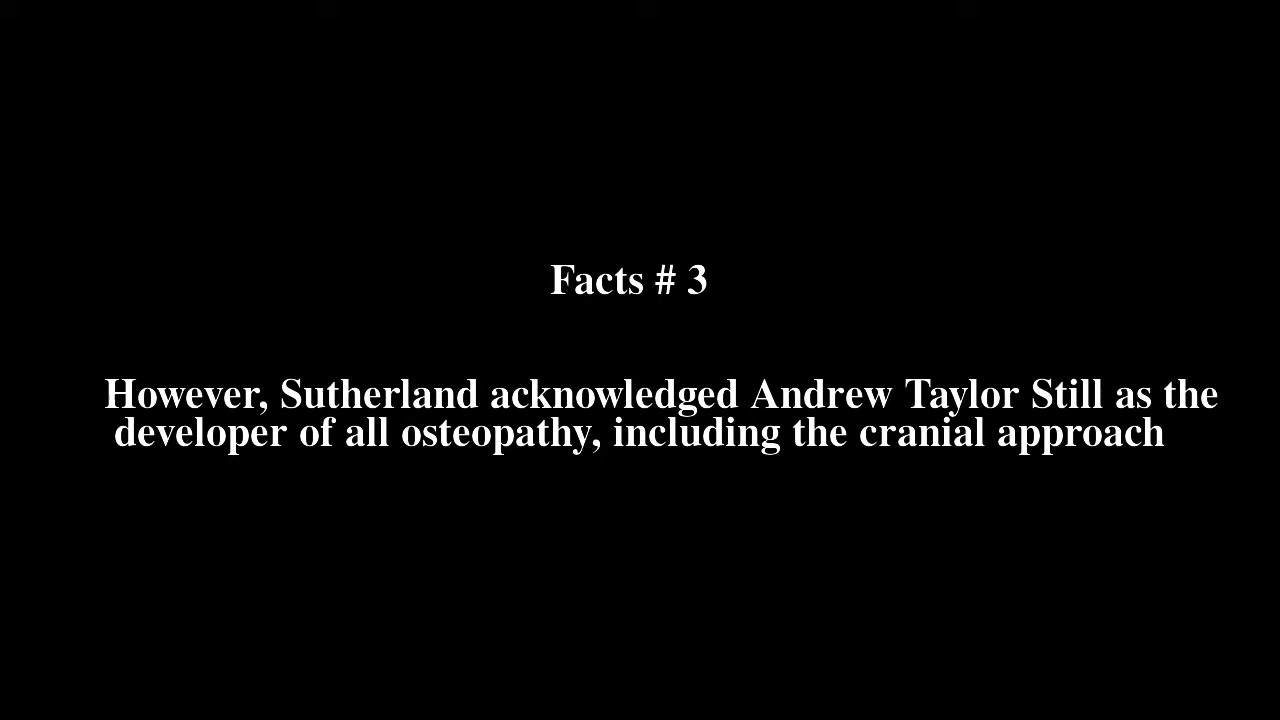 Facts # 3
However, Sutherland acknowledged Andrew Taylor Still as the
developer of all osteopathy, including the cranial approach